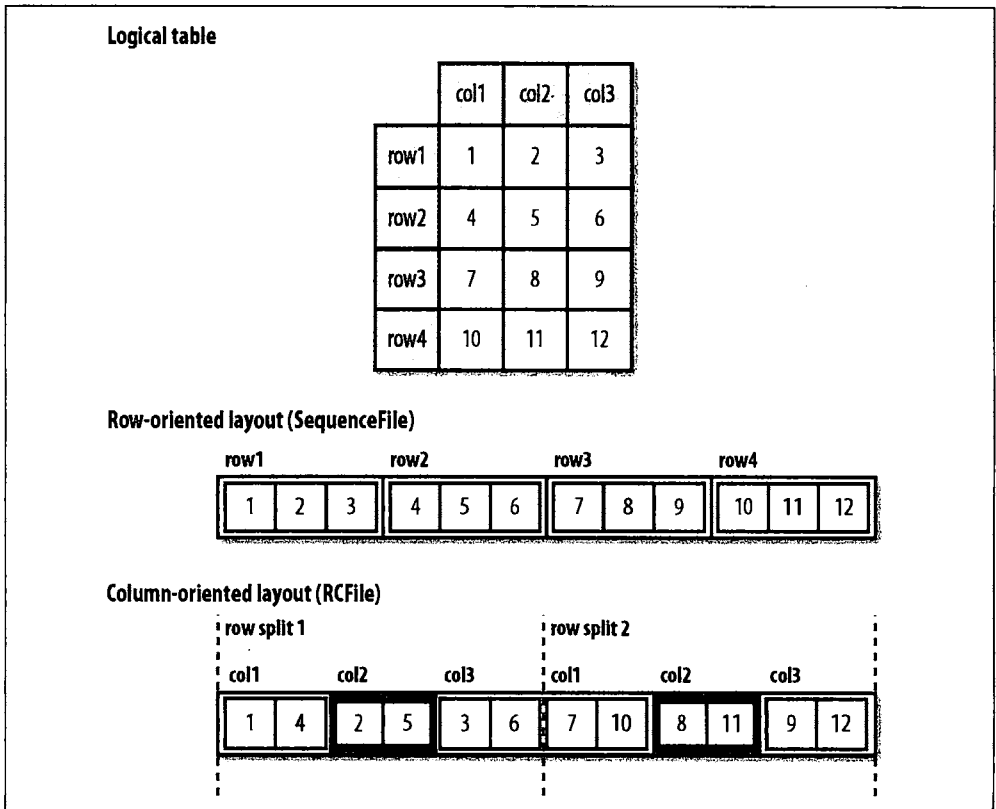 Logical table
col1 col2 col3
row1 1 2 3
row2 4 5 6
row3 7 8 9
row4 10 11 12
Row-oriented layout (SequenceFile)
row1 row2 row3 row4
1 2 3 4 5 6 7 8 9 10 11 12
Column-oriented layout (RCFile)
row split 1 row split 2
col1 col2 col3 col1 col2 col3
1 4 2 5 3 6 7 10 8 11 9 12